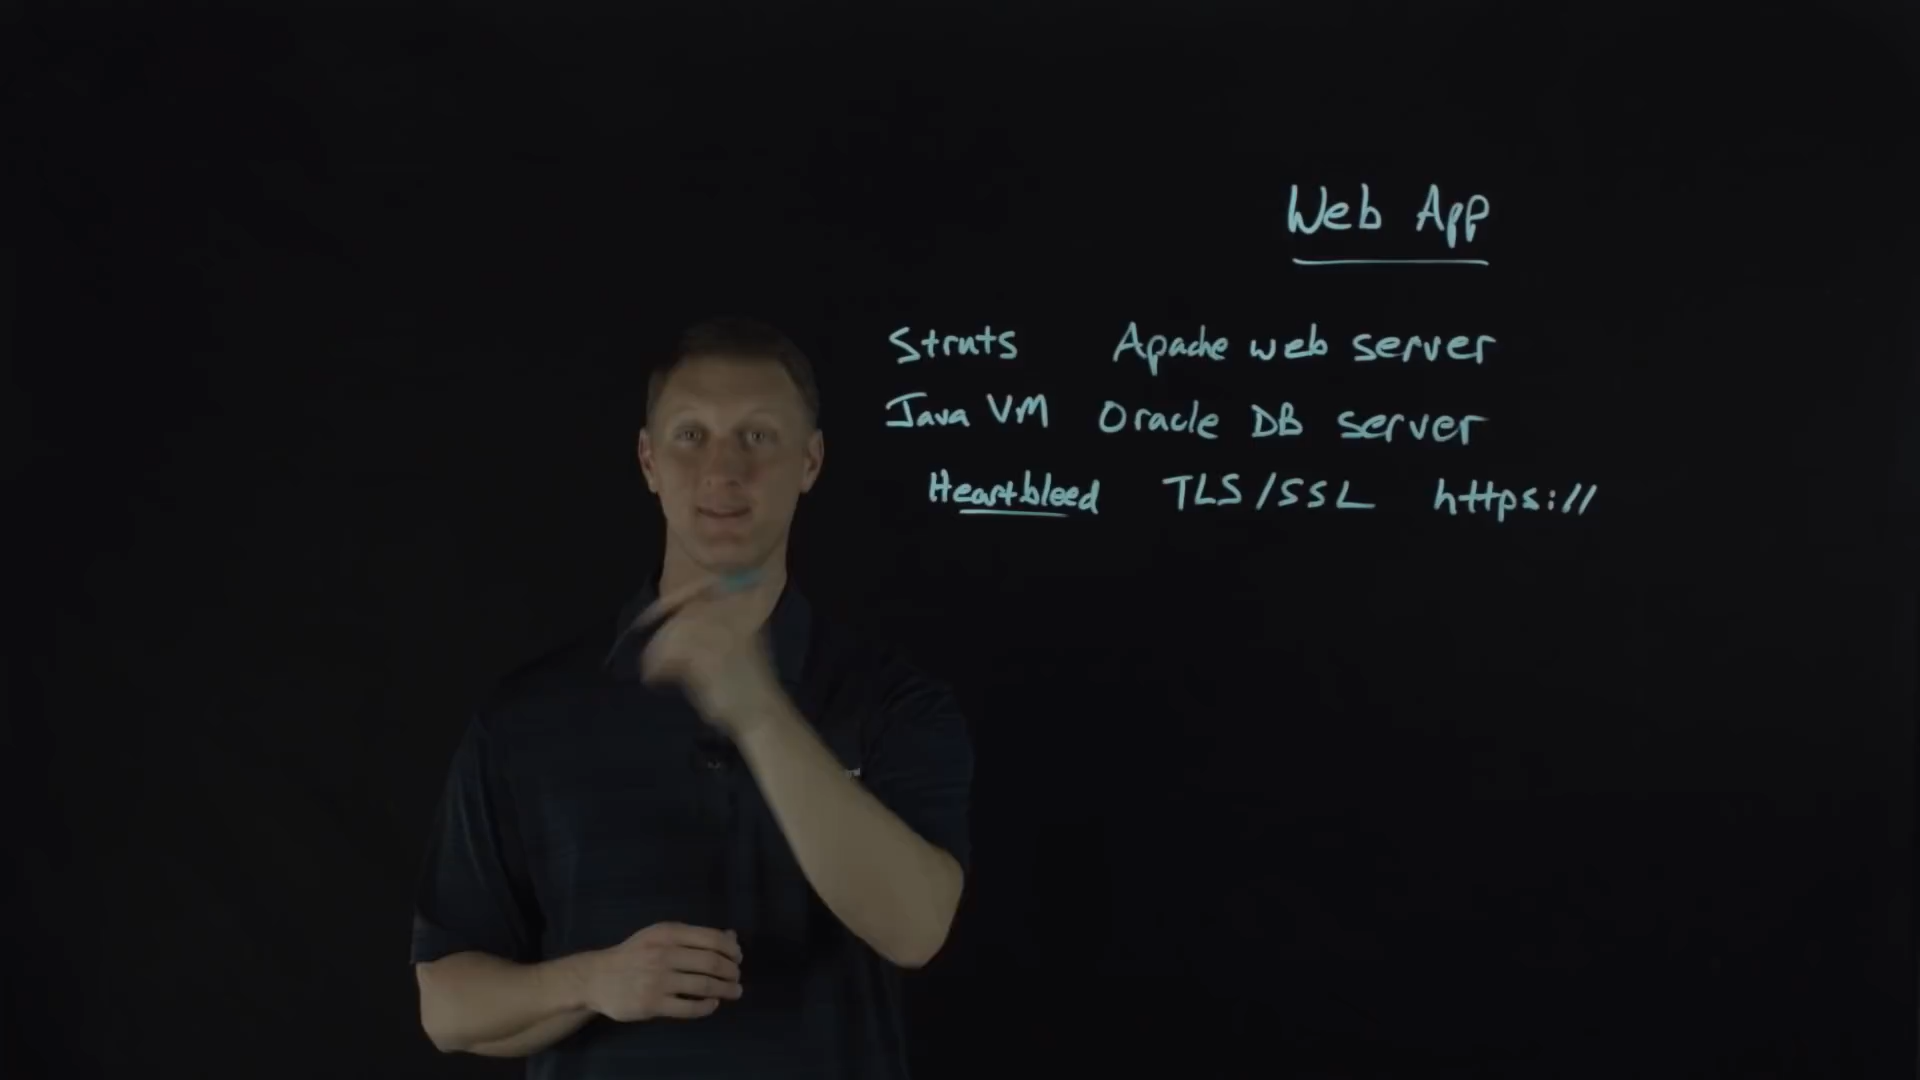 Web App
Struts Apache web server
Java VM Oracle DB server
Heartbleed TLS/SSL https://